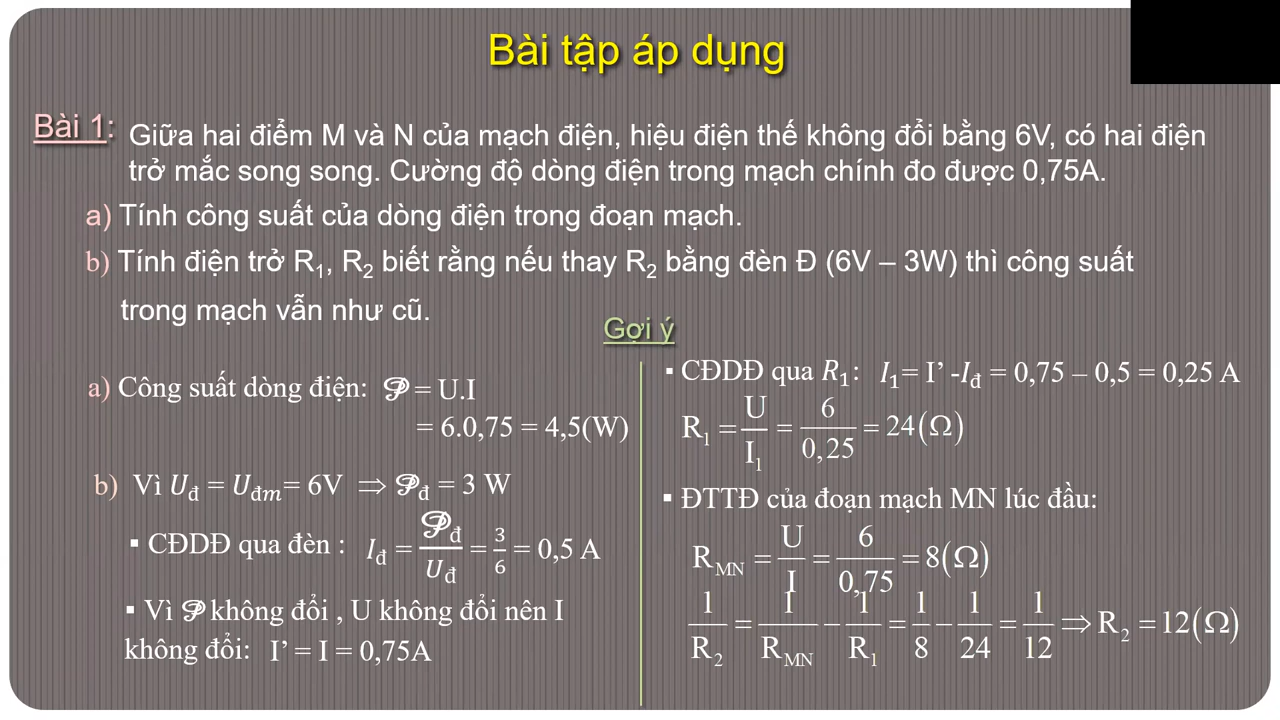 Bài tập áp dụng
Bài 1: Giữa hai điểm M và N của mạch điện, hiệu điện thế không đổi bằng 6V, có hai điện
trở mắc song song. Cường độ dòng điện trong mạch chính đo được 0,75A.
a) Tính công suất của dòng điện trong đoạn mạch.
b) Tính điện trở R₁, R₂ biết rằng nếu thay R₂ bằng đèn Đ (6V – 3W) thì công suất
trong mạch vẫn như cũ.
Gợi ý
a) Công suất dòng điện: 𝒫 = U.I
= 6.0,75 = 4,5(W)
b) Vì Uđ = Uđm= 6V ⇒ 𝒫đ = 3 W
▪ CĐDĐ qua đèn : Iđ = 𝒫đ/Uđ = 3/6 = 0,5 A
▪ Vì 𝒫 không đổi , U không đổi nên I
không đổi: I’ = I = 0,75A
▪ CĐDĐ qua R₁: I₁= I’ -Iđ = 0,75 – 0,5 = 0,25 A
R₁ = U/I₁ = 6/0,25 = 24(Ω)
▪ ĐTTĐ của đoạn mạch MN lúc đầu:
R_MN = U/I = 6/0,75 = 8(Ω)
1/R₂ = 1/R_MN − 1/R₁ = 1/8 − 1/24 = 1/12 ⇒ R₂ = 12(Ω)